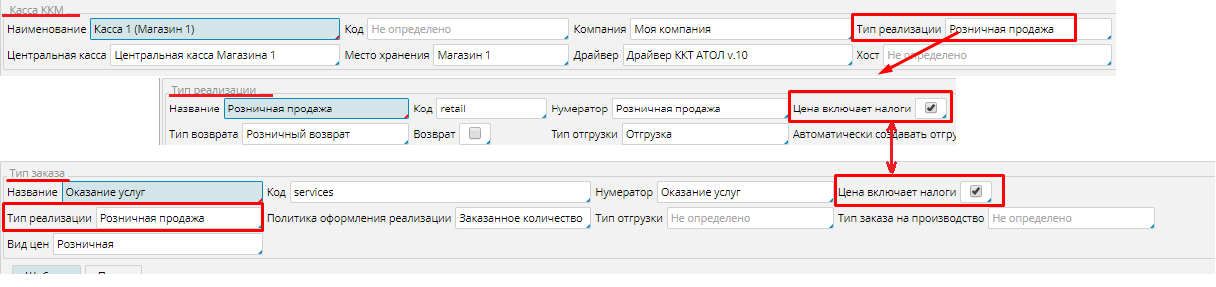 Касса ККМ
Наименование Касса 1 (Магазин 1) Код Не определено Компания Моя компания Тип реализации Розничная продажа
Центральная касса Центральная касса Магазина 1 Место хранения Магазин 1 Драйвер Драйвер ККТ АТОЛ v.10 Хост Не определено
Тип реализации
Название Розничная продажа Код retail Нумератор Розничная продажа Цена включает налоги
Тип возврата Розничный возврат Возврат Тип отгрузки Отгрузка Автоматически создавать отгру
Тип заказа
Название Оказание услуг Код services Нумератор Оказание услуг Цена включает налоги
Тип реализации Розничная продажа Политика оформления реализации Заказанное количество Тип отгрузки Не определено Тип заказа на производство Не определено
Вид цен Розничная